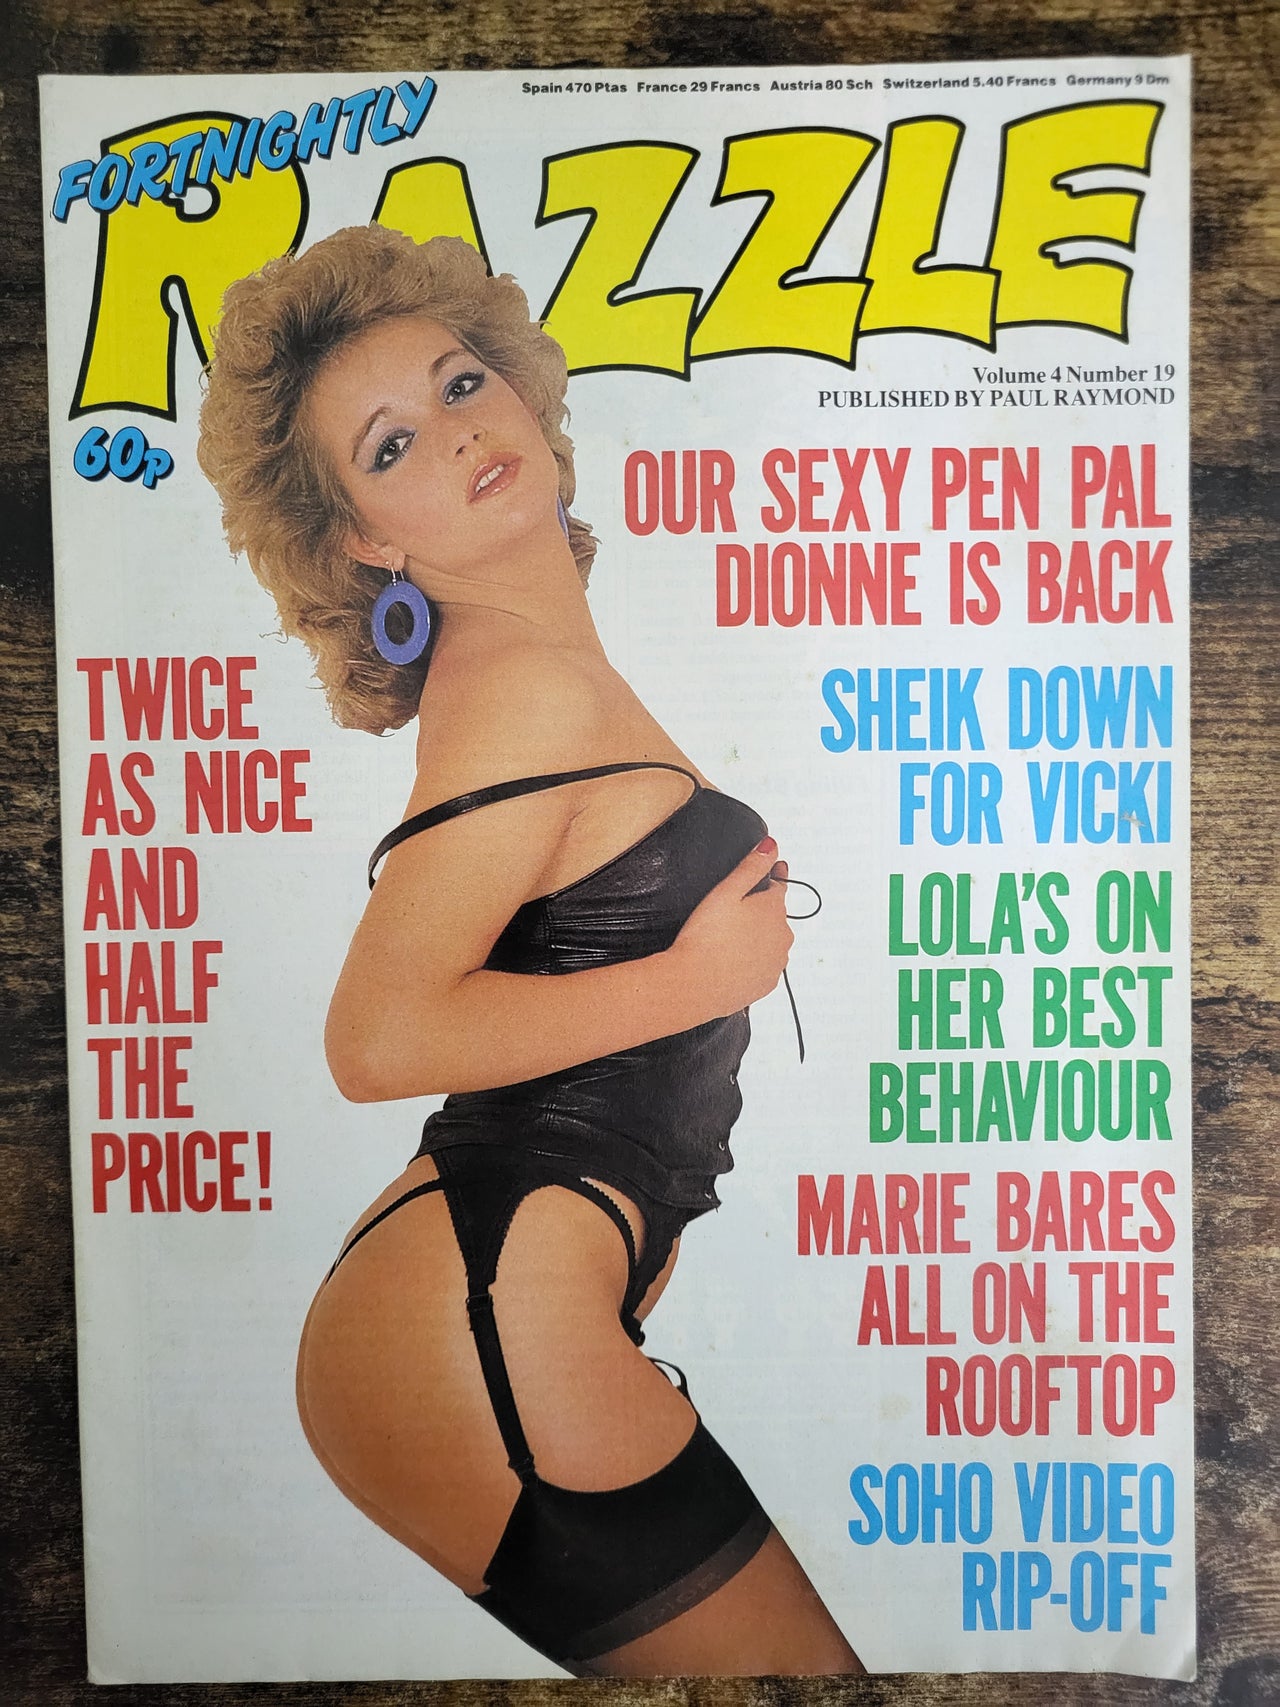 Spain 470 Ptas France 29 Francs Austria 80 Sch Switzerland 5.40 Francs Germany 9 Dm
FORTNIGHTLY
RAZZLE
Volume 4 Number 19
PUBLISHED BY PAUL RAYMOND
60p
OUR SEXY PEN PAL
DIONNE IS BACK
TWICE
AS NICE
AND
HALF
THE
PRICE!
SHEIK DOWN
FOR VICKI
LOLA'S ON
HER BEST
BEHAVIOUR
MARIE BARES
ALL ON THE
ROOFTOP
SOHO VIDEO
RIP-OFF